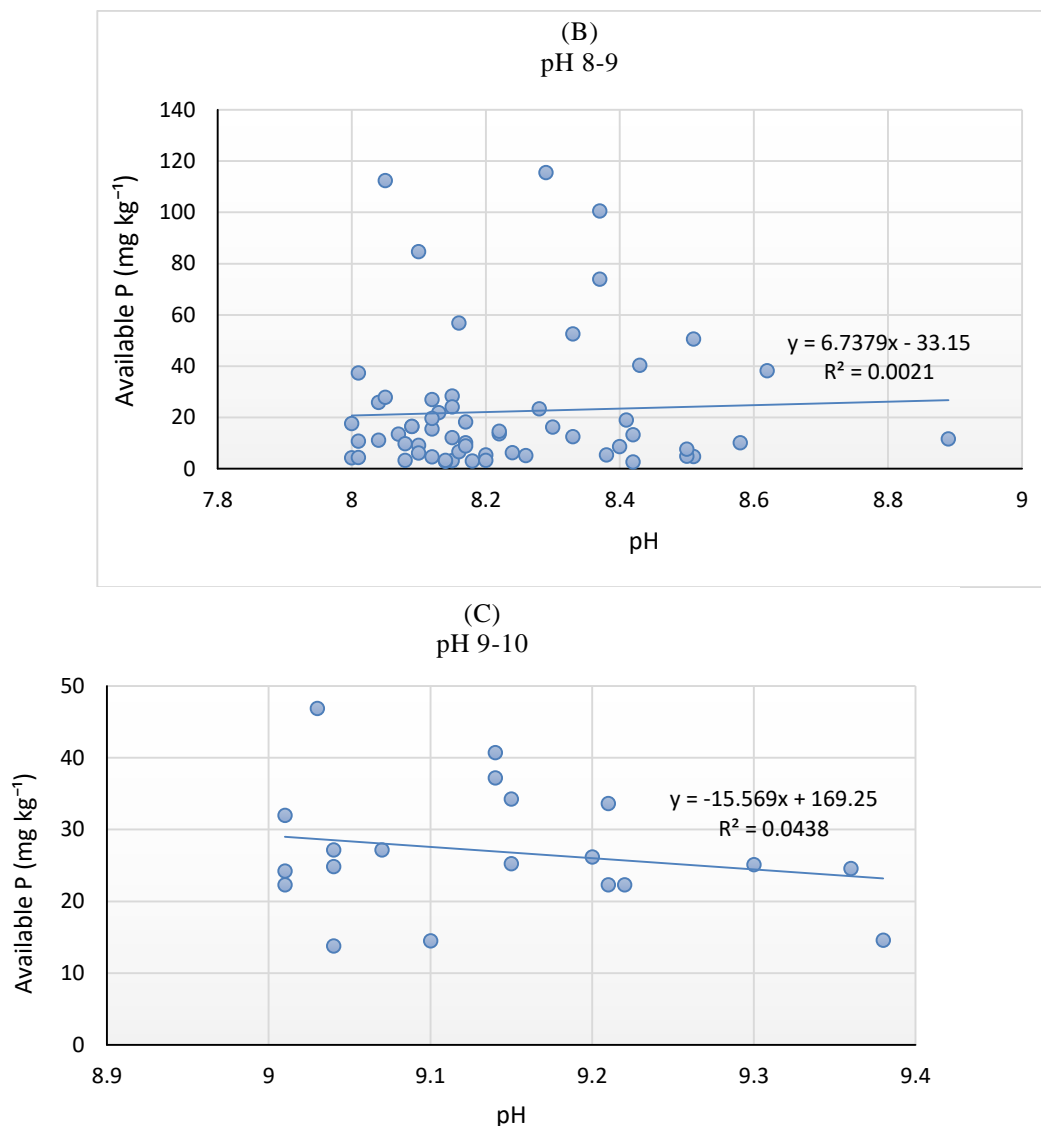 (B)
pH 8-9
140
120
100
80
60
40
20
0
Available P (mg kg⁻¹)
y = 6.7379x - 33.15
R² = 0.0021
7.8 8 8.2 8.4 8.6 8.8 9
pH
(C)
pH 9-10
50
40
30
20
10
0
Available P (mg kg⁻¹)
y = -15.569x + 169.25
R² = 0.0438
8.9 9 9.1 9.2 9.3 9.4
pH